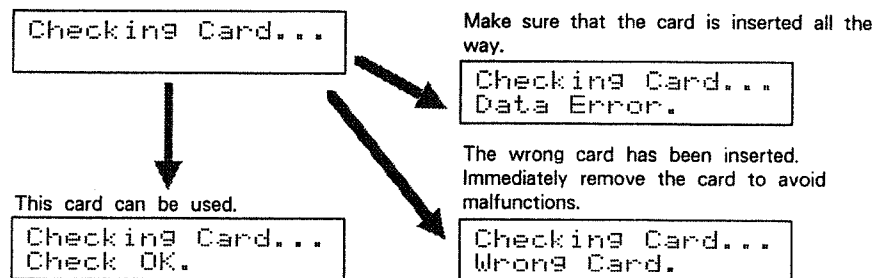 Checking Card...
Make sure that the card is inserted all the
way.
Checking Card...
Data Error.
The wrong card has been inserted.
Immediately remove the card to avoid
malfunctions.
Checking Card...
Wrong Card.
This card can be used.
Checking Card...
Check OK.